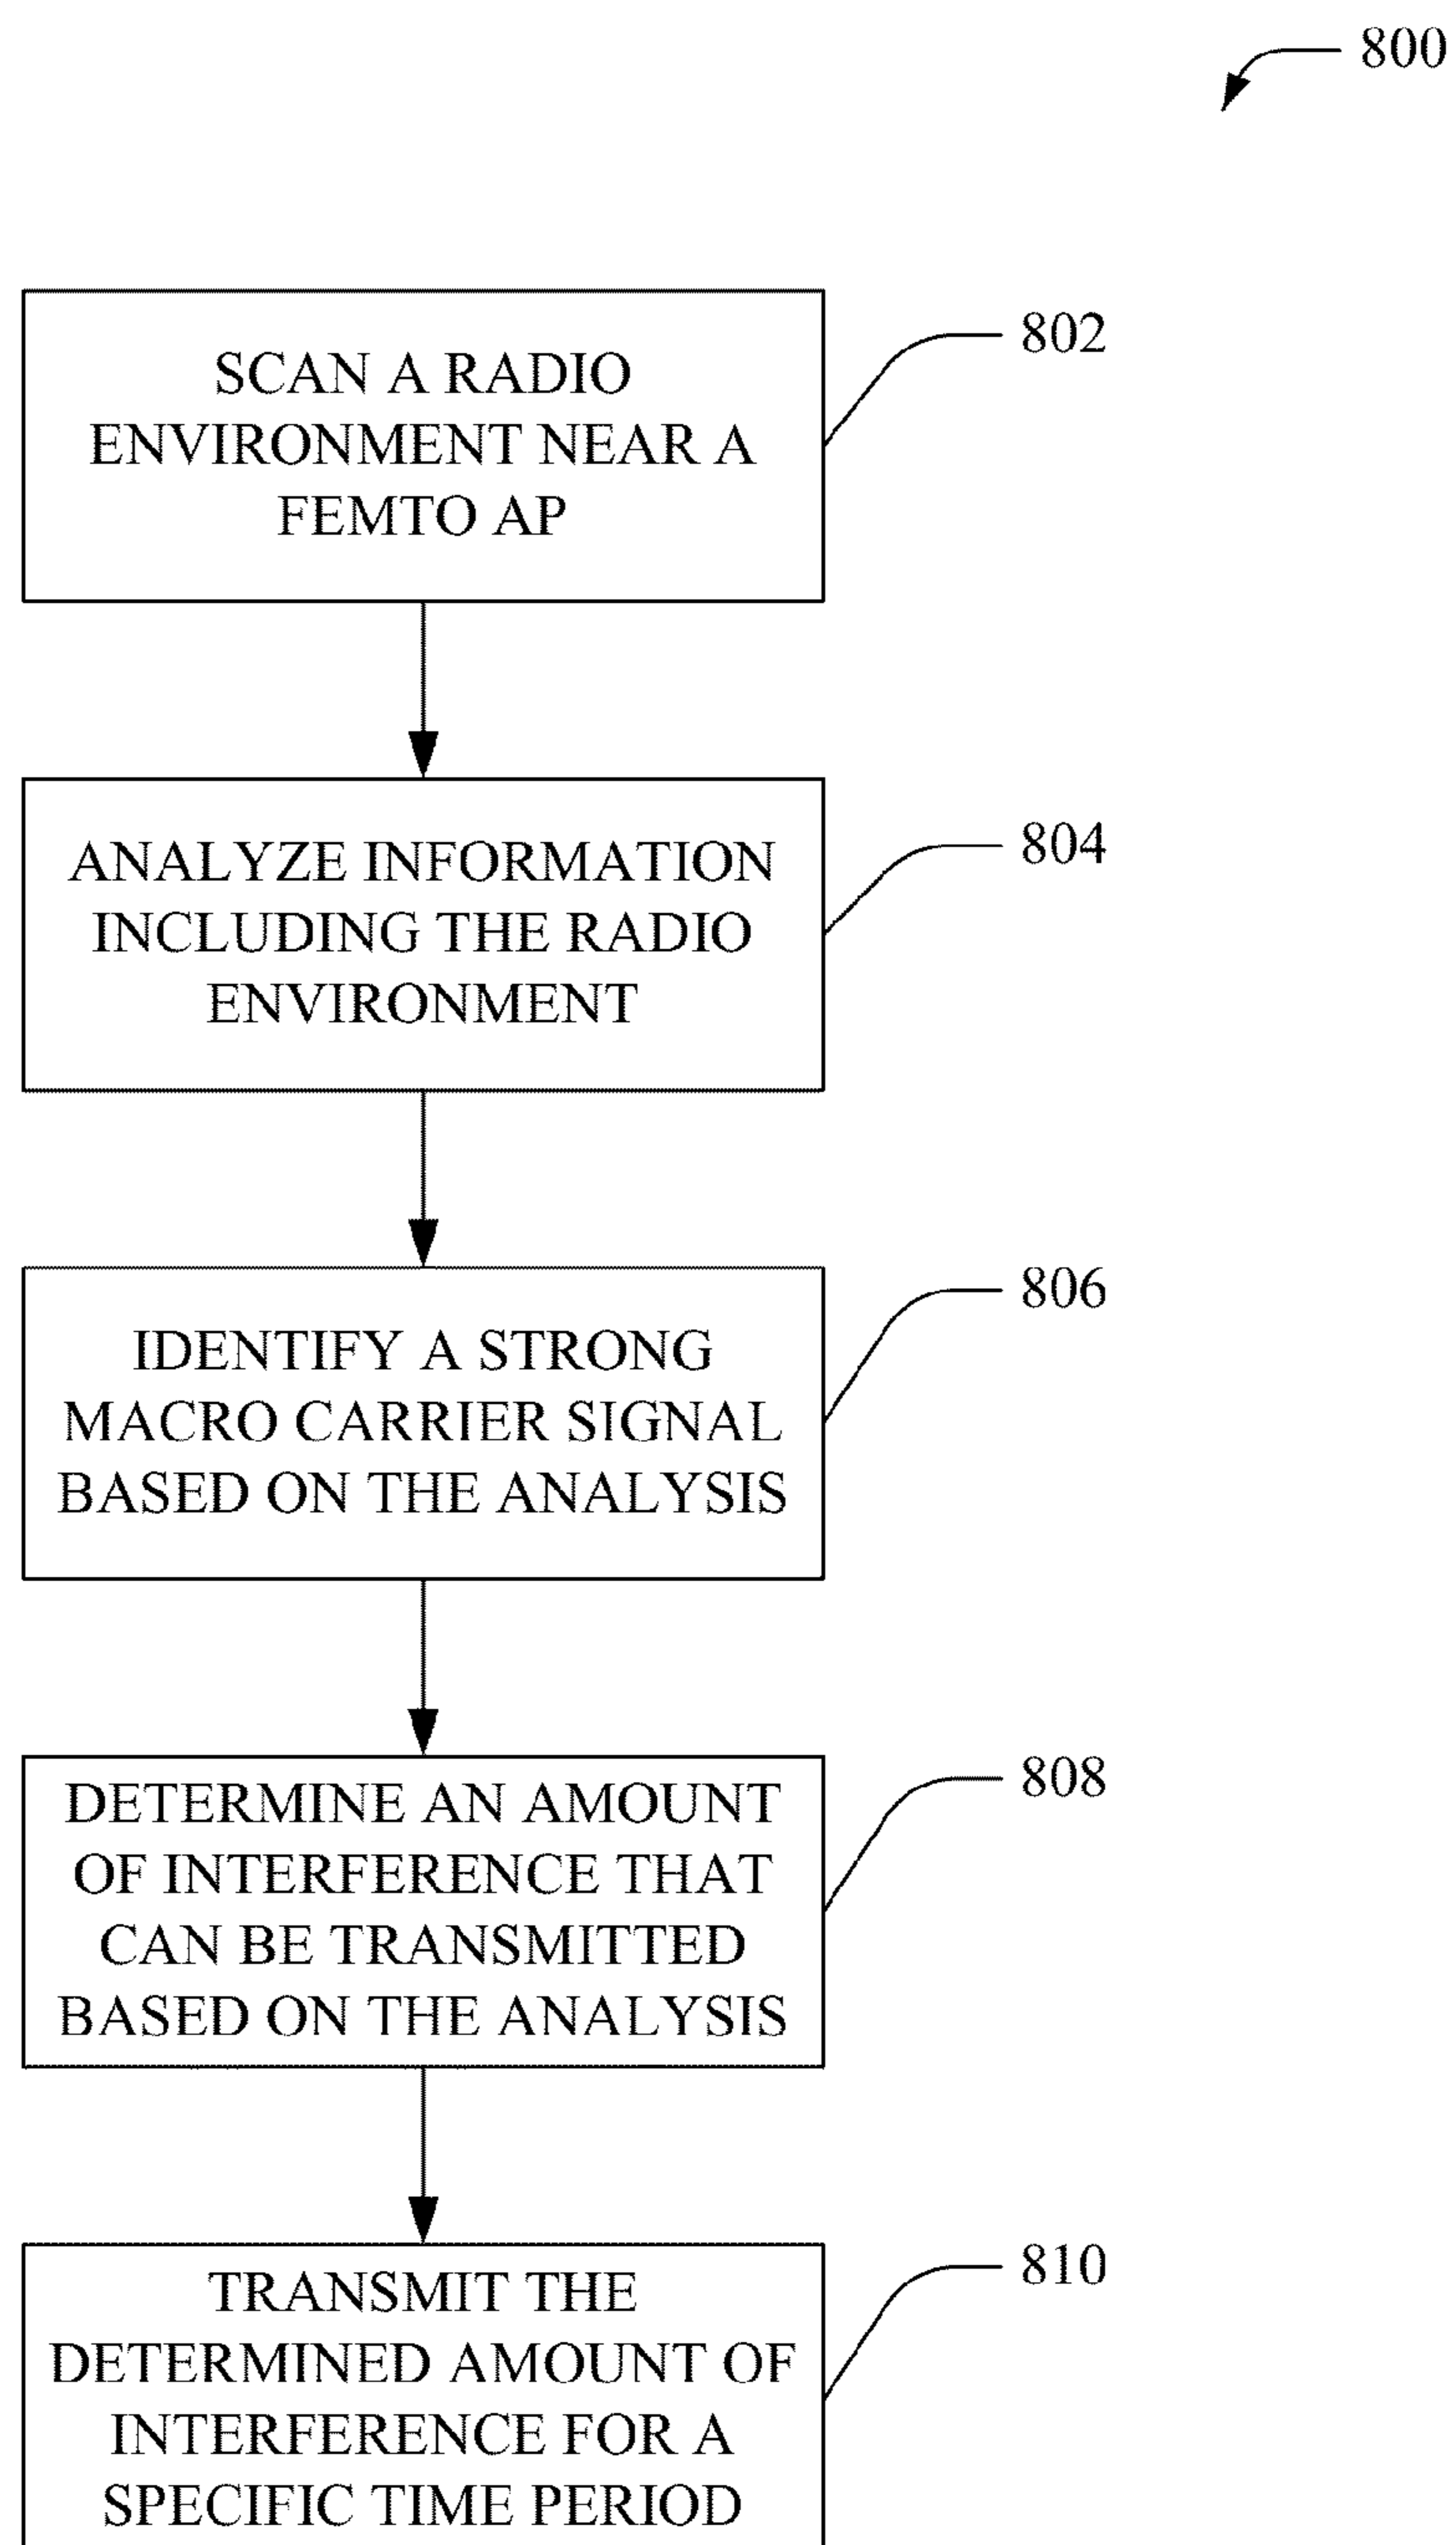 800
SCAN A RADIO
ENVIRONMENT NEAR A
FEMTO AP
802
ANALYZE INFORMATION
INCLUDING THE RADIO
ENVIRONMENT
804
IDENTIFY A STRONG
MACRO CARRIER SIGNAL
BASED ON THE ANALYSIS
806
DETERMINE AN AMOUNT
OF INTERFERENCE THAT
CAN BE TRANSMITTED
BASED ON THE ANALYSIS
808
TRANSMIT THE
DETERMINED AMOUNT OF
INTERFERENCE FOR A
SPECIFIC TIME PERIOD
810